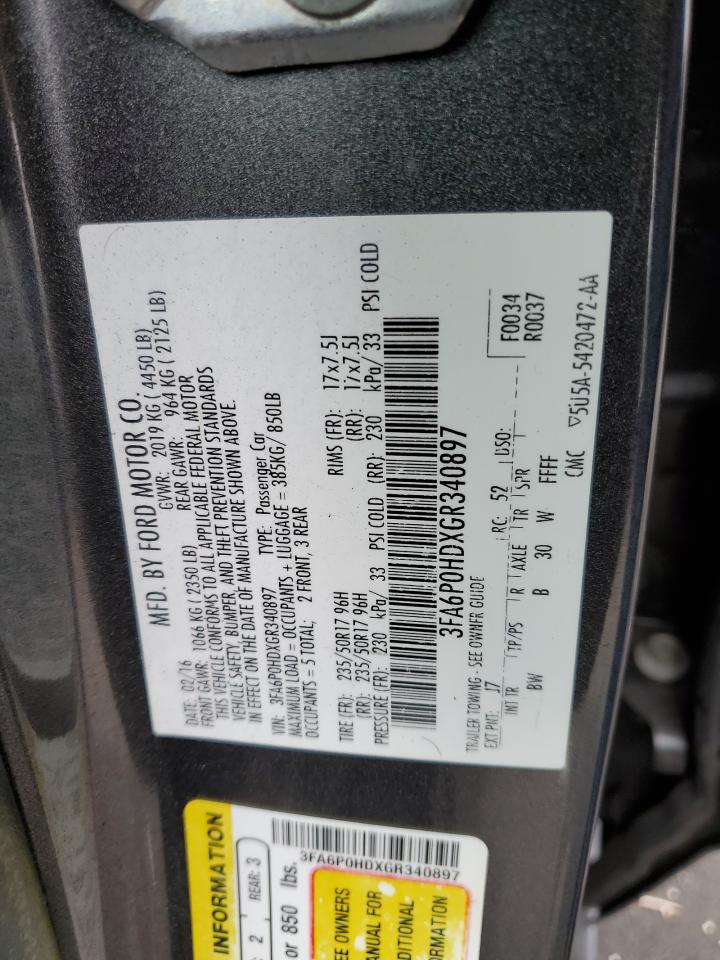 MFD. BY FORD MOTOR CO.
DATE: 02/16 GVWR: 2019 KG ( 4450 LB)
FRONT GAWR: 1066 KG ( 2350 LB) REAR GAWR: 964 KG ( 2125 LB)
THIS VEHICLE CONFORMS TO ALL APPLICABLE FEDERAL MOTOR
VEHICLE SAFETY, BUMPER, AND THEFT PREVENTION STANDARDS
IN EFFECT ON THE DATE OF MANUFACTURE SHOWN ABOVE.
VIN: 3FA6P0HDXGR340897 TYPE: Passenger Car
MAXIMUM LOAD = OCCUPANTS + LUGGAGE = 385KG/ 850LB
OCCUPANTS = 5 TOTAL; 2 FRONT, 3 REAR
TIRE (FR): 235/50R17 96H RIMS (FR): 17x7.5J
(RR): 235/50R17 96H (RR): 17x7.5J
PRESSURE (FR): 230 kPa/ 33 PSI COLD (RR): 230 kPa/ 33 PSI COLD
3FA6P0HDXGR340897
TRAILER TOWING - SEE OWNER GUIDE
EXT PNT: J7 RC: 52 DSO:
F0034
R0037
INT TR TP/PS R AXLE TR SPR
BW B 30 W FFFF
CMC ▽5U5A-5420472-AA
INFORMATION
2 REAR: 3
or 850 lbs.
3FA6P0HDXGR340897
EE OWNERS
ANUAL FOR
DITIONAL
ORMATION